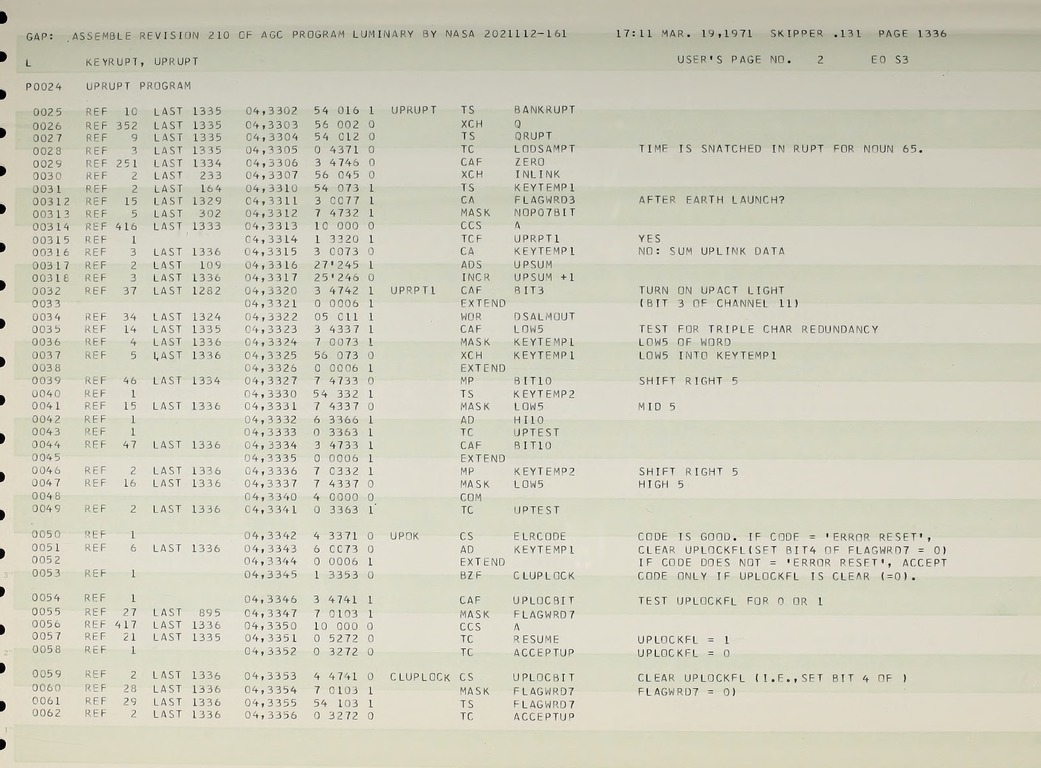 GAP: .ASSEMBLE REVISION 210 OF AGC PROGRAM LUMINARY BY NASA 2021112-161 17:11 MAR. 19,1971 SKIPPER .131 PAGE 1336
L KEYRUPT, UPRUPT USER'S PAGE NO. 2 E0 S3
P0024 UPRUPT PROGRAM
0025 REF 10 LAST 1335 04,3302 54 016 1 UPRUPT TS BANKRUPT
0026 REF 352 LAST 1335 04,3303 56 002 0 XCH Q
0027 REF 9 LAST 1335 04,3304 54 012 0 TS QRUPT
0028 REF 3 LAST 1335 04,3305 0 4371 0 TC LODSAMPT TIME IS SNATCHED IN RUPT FOR NOUN 65.
0029 REF 251 LAST 1334 04,3306 3 4746 0 CAF ZERO
0030 REF 2 LAST 233 04,3307 56 045 0 XCH INLINK
0031 REF 2 LAST 164 04,3310 54 073 1 TS KEYTEMP1
00312 REF 15 LAST 1329 04,3311 3 0077 1 CA FLAGWRD3 AFTER EARTH LAUNCH?
00313 REF 5 LAST 302 04,3312 7 4732 0 MASK NOPO7BIT
00314 REF 416 LAST 1333 04,3313 10 000 0 CCS A
00315 REF 1 04,3314 1 3320 1 TCF UPRPT1 YES
00316 REF 3 LAST 1336 04,3315 3 0073 0 CA KEYTEMP1 NO: SUM UPLINK DATA
00317 REF 2 LAST 109 04,3316 27'245 1 ADS UPSUM
00318 REF 3 LAST 1336 04,3317 25'246 0 INCR UPSUM +1
0032 REF 37 LAST 1282 04,3320 3 4742 1 UPRPT1 CAF BIT3 TURN ON UPACT LIGHT
0033 04,3321 0 0006 1 EXTEND (BIT 3 OF CHANNEL 11)
0034 REF 34 LAST 1324 04,3322 05 011 1 WOR DSALMOUT
0035 REF 14 LAST 1335 04,3323 3 4337 1 CAF LOW5 TEST FOR TRIPLE CHAR REDUNDANCY
0036 REF 4 LAST 1336 04,3324 7 0073 1 MASK KEYTEMP1 LOW5 OF WORD
0037 REF 5 LAST 1336 04,3325 56 073 0 XCH KEYTEMP1 LOW5 INTO KEYTEMP1
0038 04,3326 0 0006 1 EXTEND
0039 REF 46 LAST 1334 04,3327 7 4733 0 MP BIT10 SHIFT RIGHT 5
0040 REF 1 04,3330 54 332 1 TS KEYTEMP2
0041 REF 15 LAST 1336 04,3331 7 4337 0 MASK LOW5 MID 5
0042 REF 1 04,3332 6 3366 1 AD HI10
0043 REF 1 04,3333 0 3363 1 TC UPTEST
0044 REF 47 LAST 1336 04,3334 3 4733 1 CAF BIT10
0045 04,3335 0 0006 1 EXTEND
0046 REF 2 LAST 1336 04,3336 7 0332 1 MP KEYTEMP2 SHIFT RIGHT 5
0047 REF 16 LAST 1336 04,3337 7 4337 0 MASK LOW5 HIGH 5
0048 04,3340 4 0000 0 COM
0049 REF 2 LAST 1336 04,3341 0 3363 1 TC UPTEST
0050 REF 1 04,3342 4 3371 0 UPOK CS ELRCODE CODE IS GOOD. IF CODE = 'ERROR RESET',
0051 REF 6 LAST 1336 04,3343 6 0073 0 AD KEYTEMP1 CLEAR UPLOCKFL(SET BIT4 OF FLAGWRD7 = 0)
0052 04,3344 0 0006 1 EXTEND IF CODE DOES NOT = 'ERROR RESET', ACCEPT
0053 REF 1 04,3345 1 3353 0 BZF CLUPLOCK CODE ONLY IF UPLOCKFL IS CLEAR (=0).
0054 REF 1 04,3346 3 4741 1 CAF UPLOCBIT TEST UPLOCKFL FOR 0 OR 1
0055 REF 27 LAST 895 04,3347 7 0103 1 MASK FLAGWRD7
0056 REF 417 LAST 1336 04,3350 10 000 0 CCS A
0057 REF 21 LAST 1335 04,3351 0 5272 0 TC RESUME UPLOCKFL = 1
0058 REF 1 04,3352 0 3272 0 TC ACCEPTUP UPLOCKFL = 0
0059 REF 2 LAST 1336 04,3353 4 4741 0 CLUPLOCK CS UPLOCBIT CLEAR UPLOCKFL (I.E.,SET BIT 4 OF )
0060 REF 28 LAST 1336 04,3354 7 0103 1 MASK FLAGWRD7 FLAGWRD7 = 0)
0061 REF 29 LAST 1336 04,3355 54 103 1 TS FLAGWRD7
0062 REF 2 LAST 1336 04,3356 0 3272 0 TC ACCEPTUP